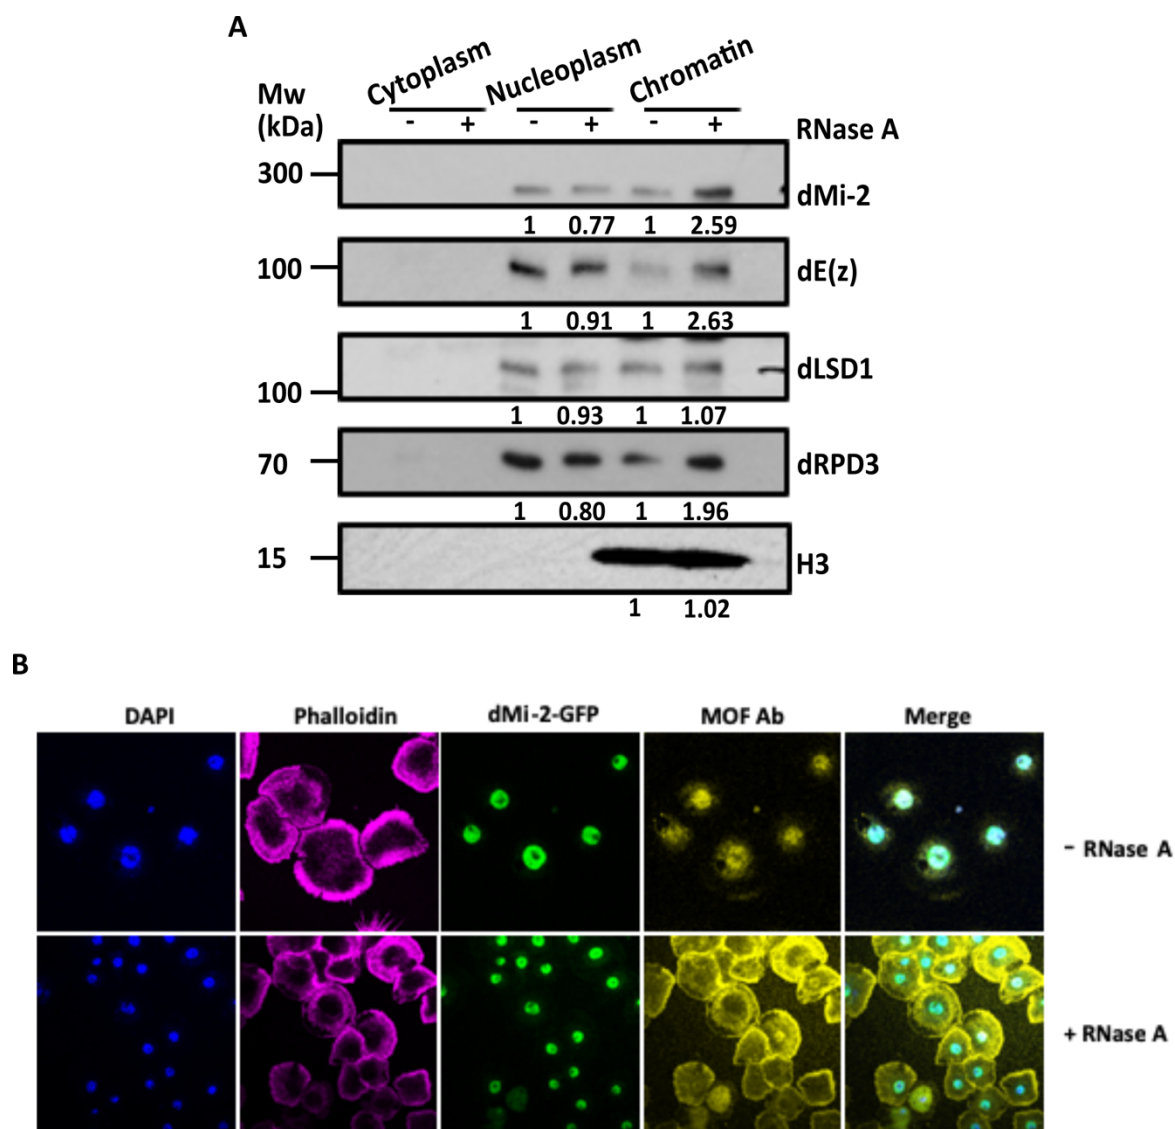 A
Cytoplasm Nucleoplasm Chromatin
Mw
(kDa)
- + - + - + RNase A
300
dMi-2
1 0.77 1 2.59
100 dE(z)
1 0.91 1 2.63
dLSD1
100
1 0.93 1 1.07
70 dRPD3
1 0.80 1 1.96
15 H3
1 1.02
B
DAPI Phalloidin dMi-2-GFP MOF Ab Merge
- RNase A
+ RNase A